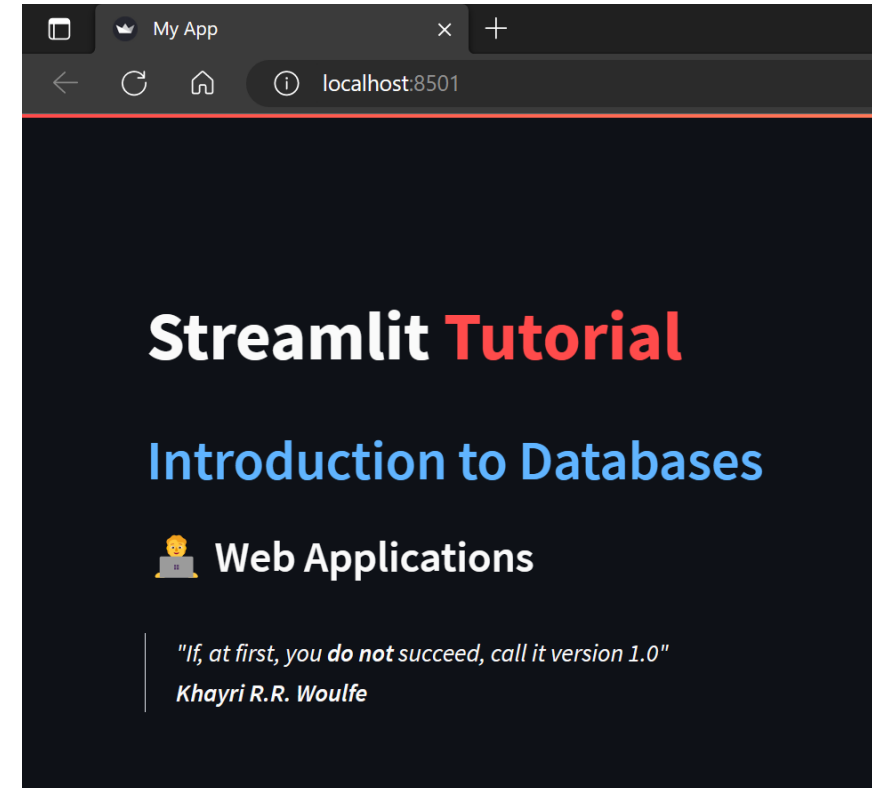 My App
localhost:8501
Streamlit Tutorial
Introduction to Databases
Web Applications
"If, at first, you do not succeed, call it version 1.0"
Khayri R.R. Woulfe